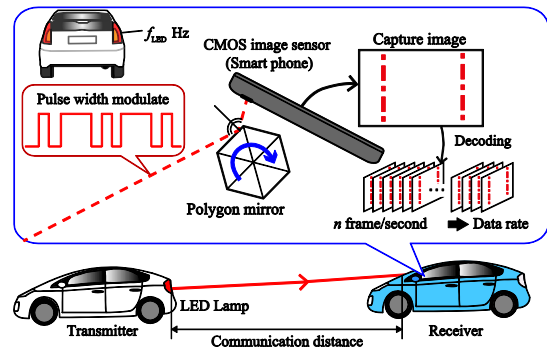 f LED Hz
CMOS image sensor
(Smart phone)
Capture image
Pulse width modulate
Decoding
Polygon mirror
n frame/second
Data rate
LED Lamp
Transmitter
Receiver
Communication distance